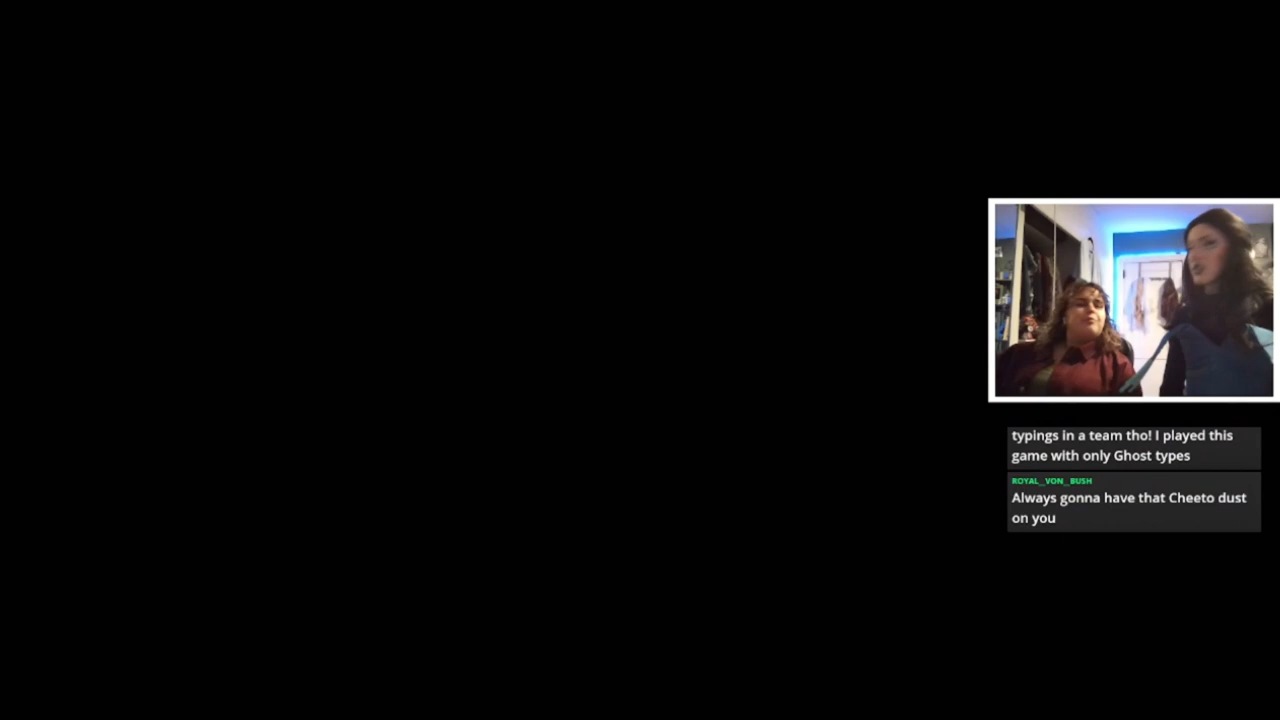 typings in a team tho! I played this
game with only Ghost types
ROYAL_VON_BUSH
Always gonna have that Cheeto dust
on you